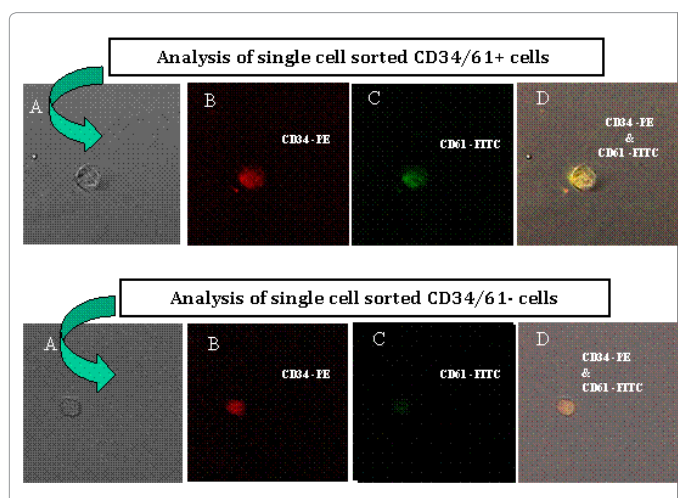 Analysis of single cell sorted CD34/61+ cells
A
B
CD34 -PE
C
CD61 -FITC
D
CD34 -PE
&
CD61 -FITC
Analysis of single cell sorted CD34/61- cells
A
B
CD34 -PE
C
CD61 -FITC
D
CD34 -PE
&
CD61 -FITC